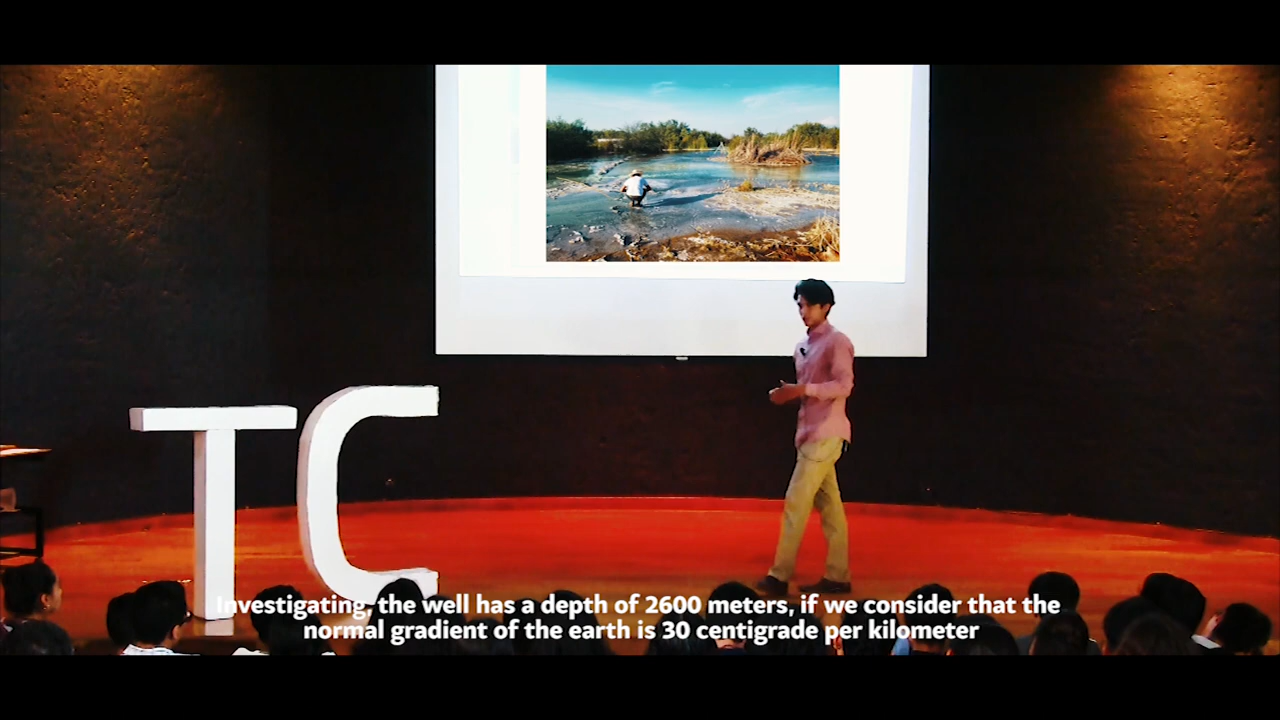 TC
Investigating, the well has a depth of 2600 meters, if we consider that the
normal gradient of the earth is 30 centigrade per kilometer